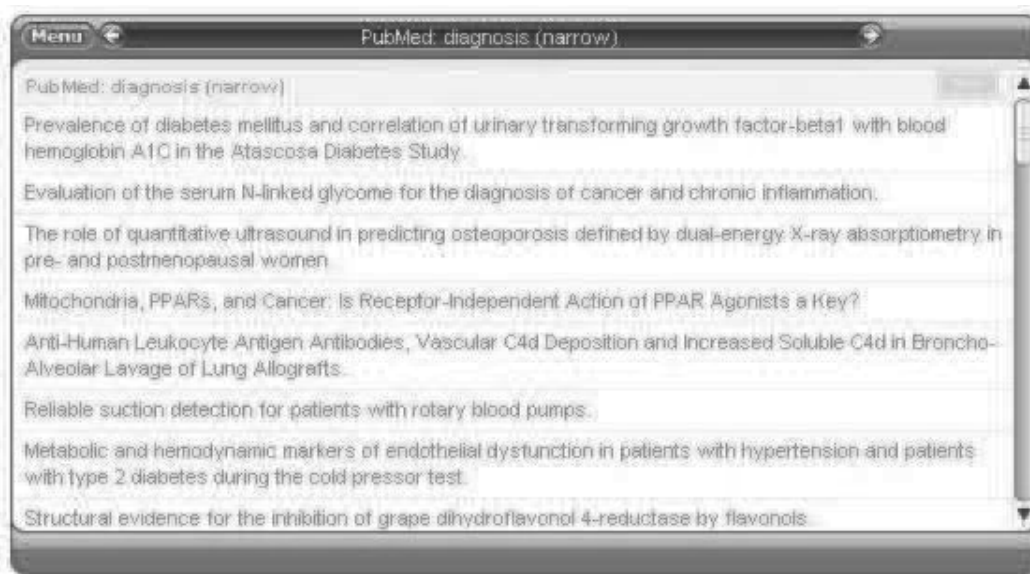 Menu PubMed: diagnosis (narrow)
PubMed: diagnosis (narrow)
Prevalence of diabetes mellitus and correlation of urinary transforming growth factor-beta1 with blood
hemoglobin A1C in the Atascosa Diabetes Study.
Evaluation of the serum N-linked glycome for the diagnosis of cancer and chronic inflammation.
The role of quantitative ultrasound in predicting osteoporosis defined by dual-energy X-ray absorptiometry in
pre- and postmenopausal women.
Mitochondria, PPARs, and Cancer: Is Receptor-Independent Action of PPAR Agonists a Key?
Anti-Human Leukocyte Antigen Antibodies, Vascular C4d Deposition and Increased Soluble C4d in Broncho-
Alveolar Lavage of Lung Allografts.
Reliable suction detection for patients with rotary blood pumps.
Metabolic and hemodynamic markers of endothelial dysfunction in patients with hypertension and patients
with type 2 diabetes during the cold pressor test.
Structural evidence for the inhibition of grape dihydroflavonol 4-reductase by flavonols.